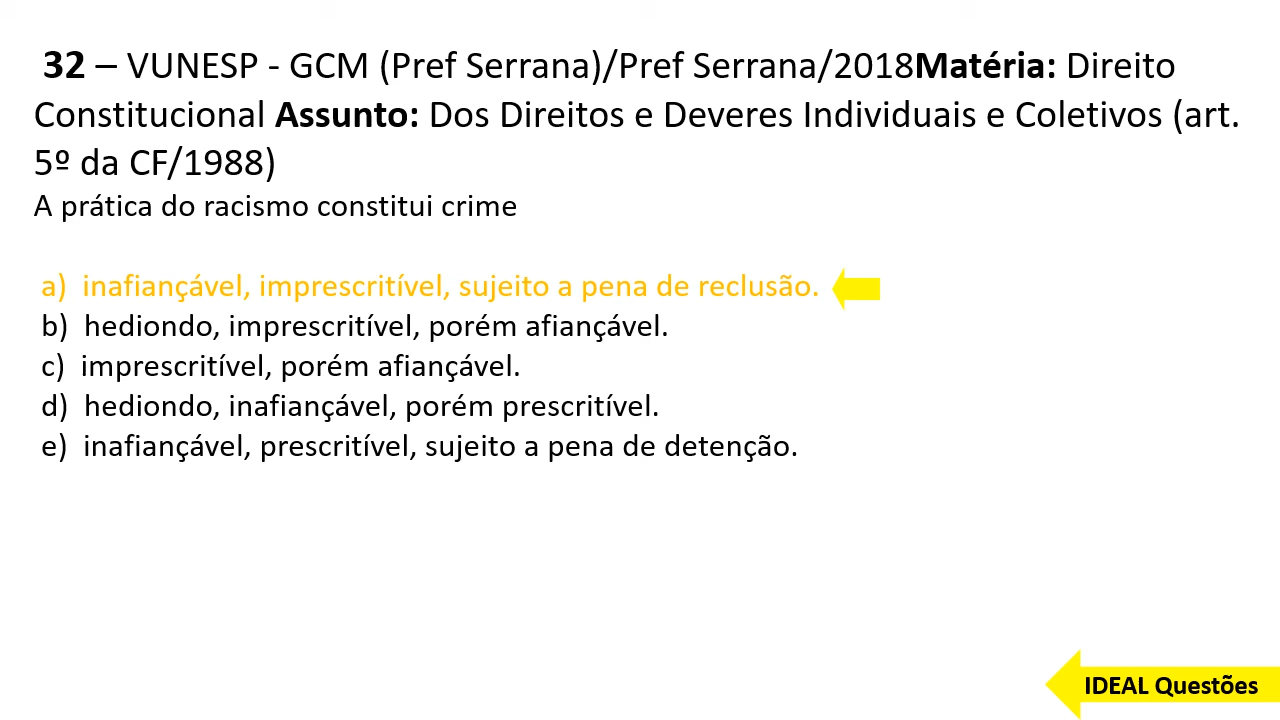 32 – VUNESP - GCM (Pref Serrana)/Pref Serrana/2018Matéria: Direito
Constitucional Assunto: Dos Direitos e Deveres Individuais e Coletivos (art.
5º da CF/1988)
A prática do racismo constitui crime
a) inafiançável, imprescritível, sujeito a pena de reclusão.
b) hediondo, imprescritível, porém afiançável.
c) imprescritível, porém afiançável.
d) hediondo, inafiançável, porém prescritível.
e) inafiançável, prescritível, sujeito a pena de detenção.
IDEAL Questões